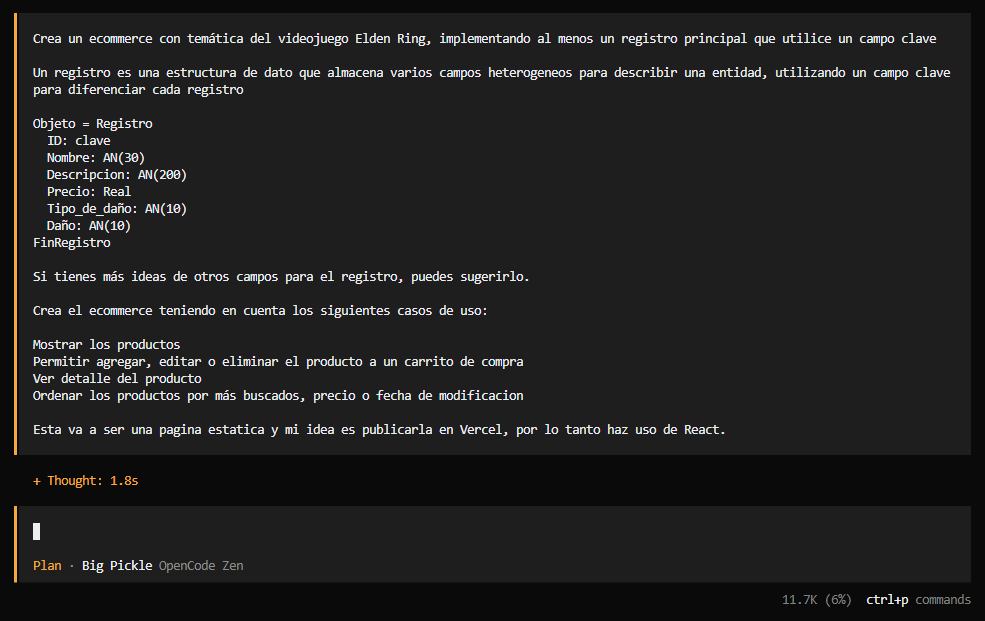 Crea un ecommerce con temática del videojuego Elden Ring, implementando al menos un registro principal que utilice un campo clave
Un registro es una estructura de dato que almacena varios campos heterogeneos para describir una entidad, utilizando un campo clave
para diferenciar cada registro
Objeto = Registro
  ID: clave
  Nombre: AN(30)
  Descripcion: AN(200)
  Precio: Real
  Tipo_de_daño: AN(10)
  Daño: AN(10)
FinRegistro
Si tienes más ideas de otros campos para el registro, puedes sugerirlo.
Crea el ecommerce teniendo en cuenta los siguientes casos de uso:
Mostrar los productos
Permitir agregar, editar o eliminar el producto a un carrito de compra
Ver detalle del producto
Ordenar los productos por más buscados, precio o fecha de modificacion
Esta va a ser una pagina estatica y mi idea es publicarla en Vercel, por lo tanto haz uso de React.
+ Thought: 1.8s
Plan · Big Pickle OpenCode Zen
11.7K (6%)  ctrl+p commands